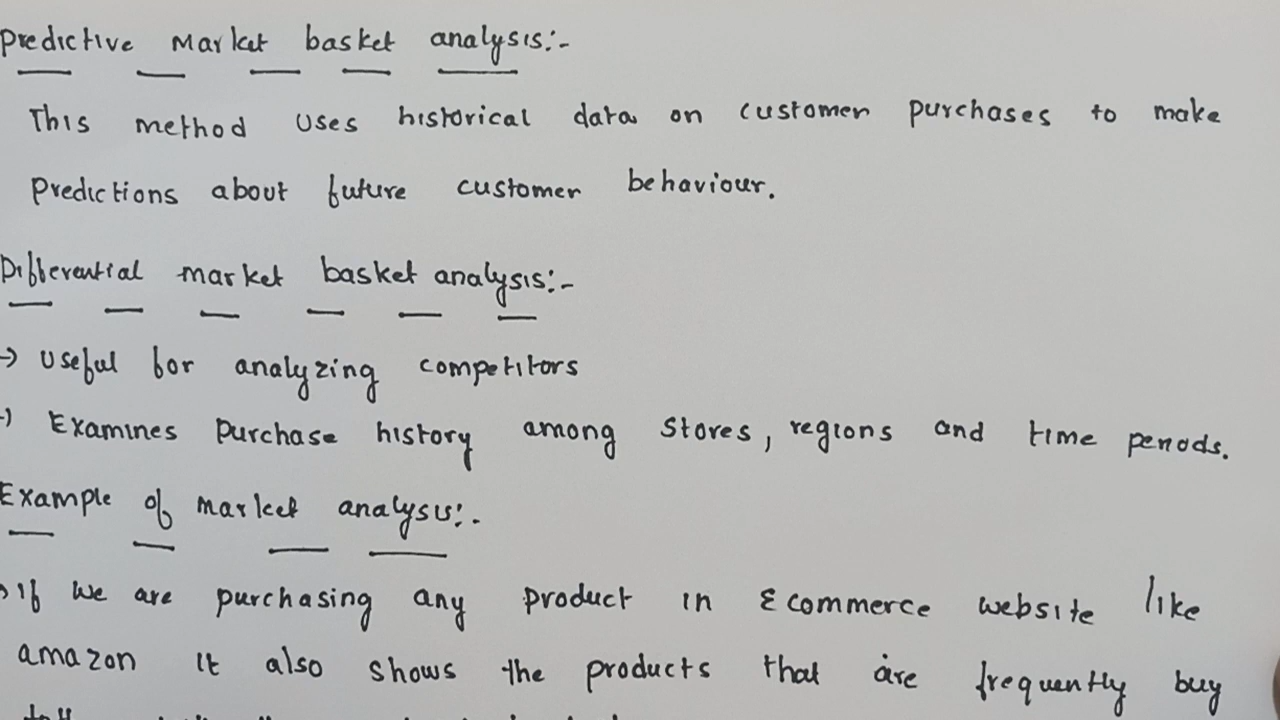 Predictive Market basket analysis:-
This method uses historical data on customer purchases to make
Predictions about future customer behaviour.
Differential market basket analysis:-
→ Useful for analyzing competitors
→ Examines Purchase history among Stores, regions and time periods.
Example of market analysis:-
→ If we are purchasing any product in Ecommerce website like
amazon it also shows the products that are frequently buy